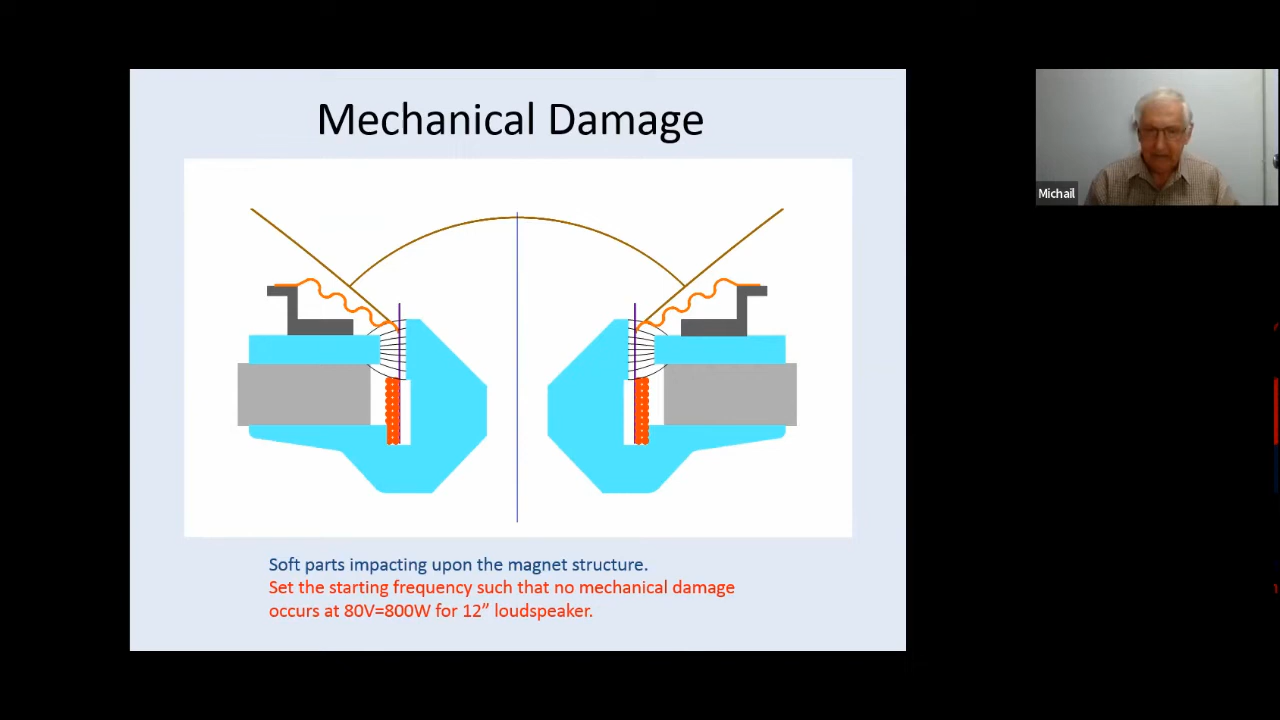 Mechanical Damage
Michail
Soft parts impacting upon the magnet structure.
Set the starting frequency such that no mechanical damage
occurs at 80V=800W for 12” loudspeaker.